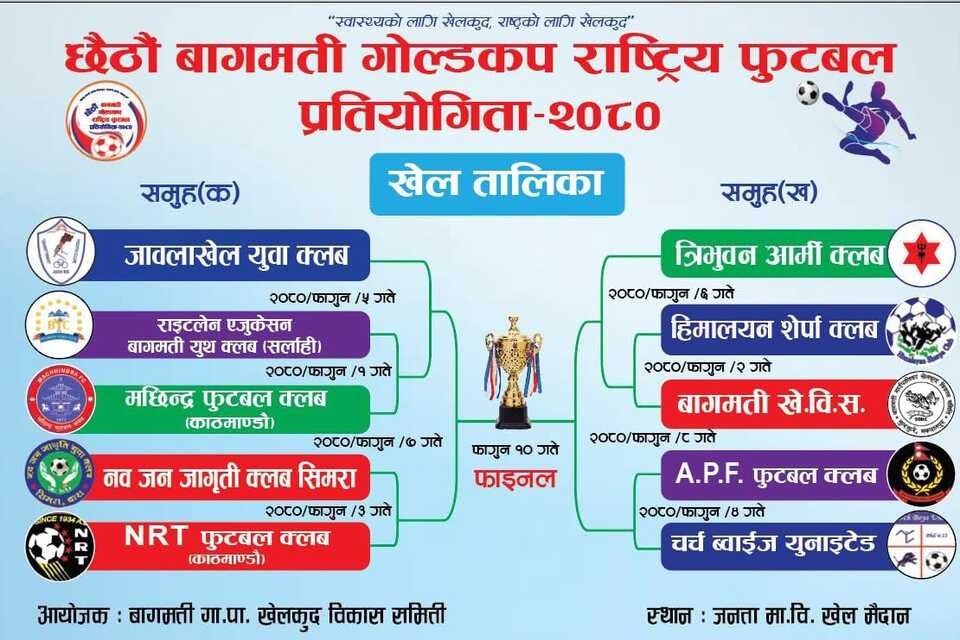 “स्वास्थ्यको लागि खेलकुद, राष्ट्रको लागि खेलकुद”
छैठौं बागमती गोल्डकप राष्ट्रिय फुटबल
प्रतियोगिता-२०८०
समुह(क)
खेल तालिका
समुह(ख)
जावलाखेल युवा क्लब
२०८०/फागुन /५ गते
राइटलेन एजुकेसन
बागमती युथ क्लब (सर्लाही)
२०८०/फागुन /१ गते
मछिन्द्र फुटबल क्लब
(काठमाण्डौ)
२०८०/फागुन /७ गते
नव जन जागृती क्लब सिमरा
२०८०/फागुन /३ गते
NRT फुटबल क्लब
(काठमाण्डौ)
फागुन १० गते
फाइनल
त्रिभुवन आर्मी क्लब
२०८०/फागुन /६ गते
हिमालयन शेर्पा क्लब
२०८०/फागुन /२ गते
बागमती खे.वि.स.
२०८०/फागुन /८ गते
A.P.F. फुटबल क्लब
२०८०/फागुन /४ गते
चर्च ब्वाईज युनाइटेड
आयोजक : बागमती गा.पा. खेलकुद विकास समिती
स्थान : जनता मा.वि. खेल मैदान